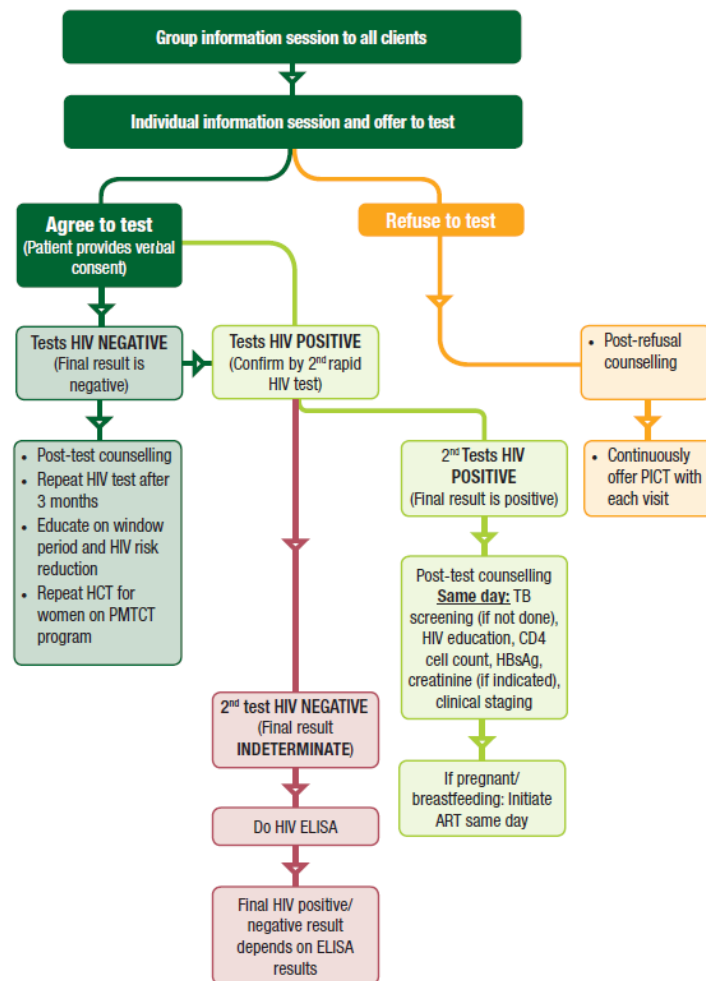 Group information session to all clients
Individual information session and offer to test
Agree to test
(Patient provides verbal
consent)
Refuse to test
Tests HIV NEGATIVE
(Final result is
negative)
Tests HIV POSITIVE
(Confirm by 2nd rapid
HIV test)
• Post-refusal
counselling
• Post-test counselling
• Repeat HIV test after
3 months
• Educate on window
period and HIV risk
reduction
• Repeat HCT for
women on PMTCT
program
2nd Tests HIV
POSITIVE
(Final result is positive)
• Continuously
offer PICT with
each visit
Post-test counselling
Same day: TB
screening (if not done),
HIV education, CD4
cell count, HBsAg,
creatinine (if indicated),
clinical staging
2nd test HIV NEGATIVE
(Final result
INDETERMINATE)
If pregnant/
breastfeeding: Initiate
ART same day
Do HIV ELISA
Final HIV positive/
negative result
depends on ELISA
results